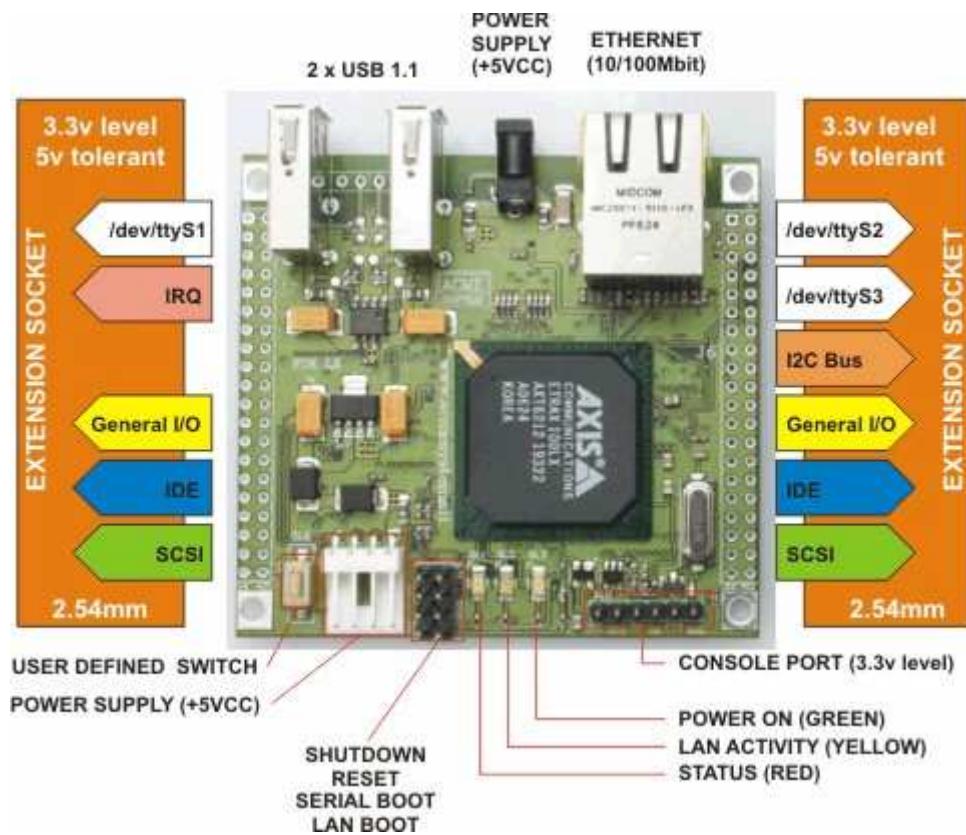 POWER
SUPPLY
(+5VCC)
ETHERNET
(10/100Mbit)
2 x USB 1.1
3.3v level
5v tolerant
EXTENSION SOCKET
/dev/ttyS1
IRQ
General I/O
IDE
SCSI
2.54mm
MIDCOM
AXIS
COMMUNICATIONS
KOREA
3.3v level
5v tolerant
EXTENSION SOCKET
/dev/ttyS2
/dev/ttyS3
I2C Bus
General I/O
IDE
SCSI
2.54mm
USER DEFINED SWITCH
POWER SUPPLY (+5VCC)
SHUTDOWN
RESET
SERIAL BOOT
LAN BOOT
CONSOLE PORT (3.3v level)
POWER ON (GREEN)
LAN ACTIVITY (YELLOW)
STATUS (RED)